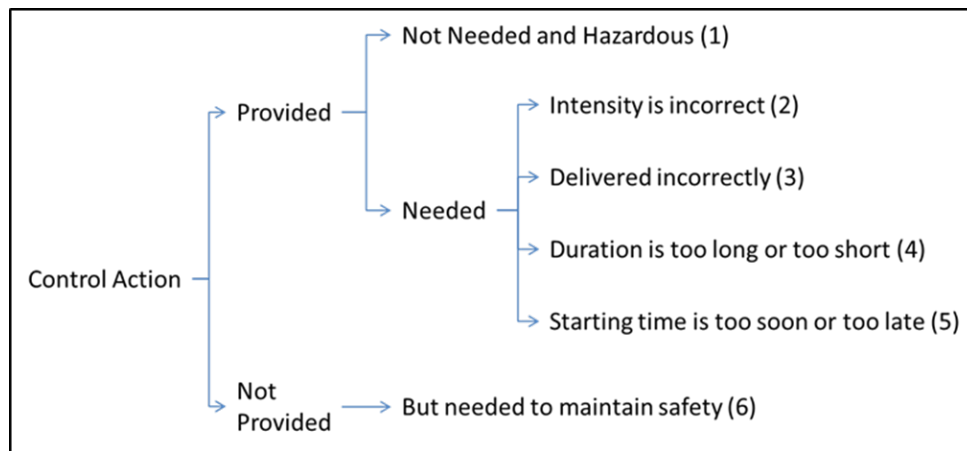 Not Needed and Hazardous (1)
Intensity is incorrect (2)
Provided
Delivered incorrectly (3)
Needed
Duration is too long or too short (4)
Control Action
Starting time is too soon or too late (5)
Not
Provided
But needed to maintain safety (6)